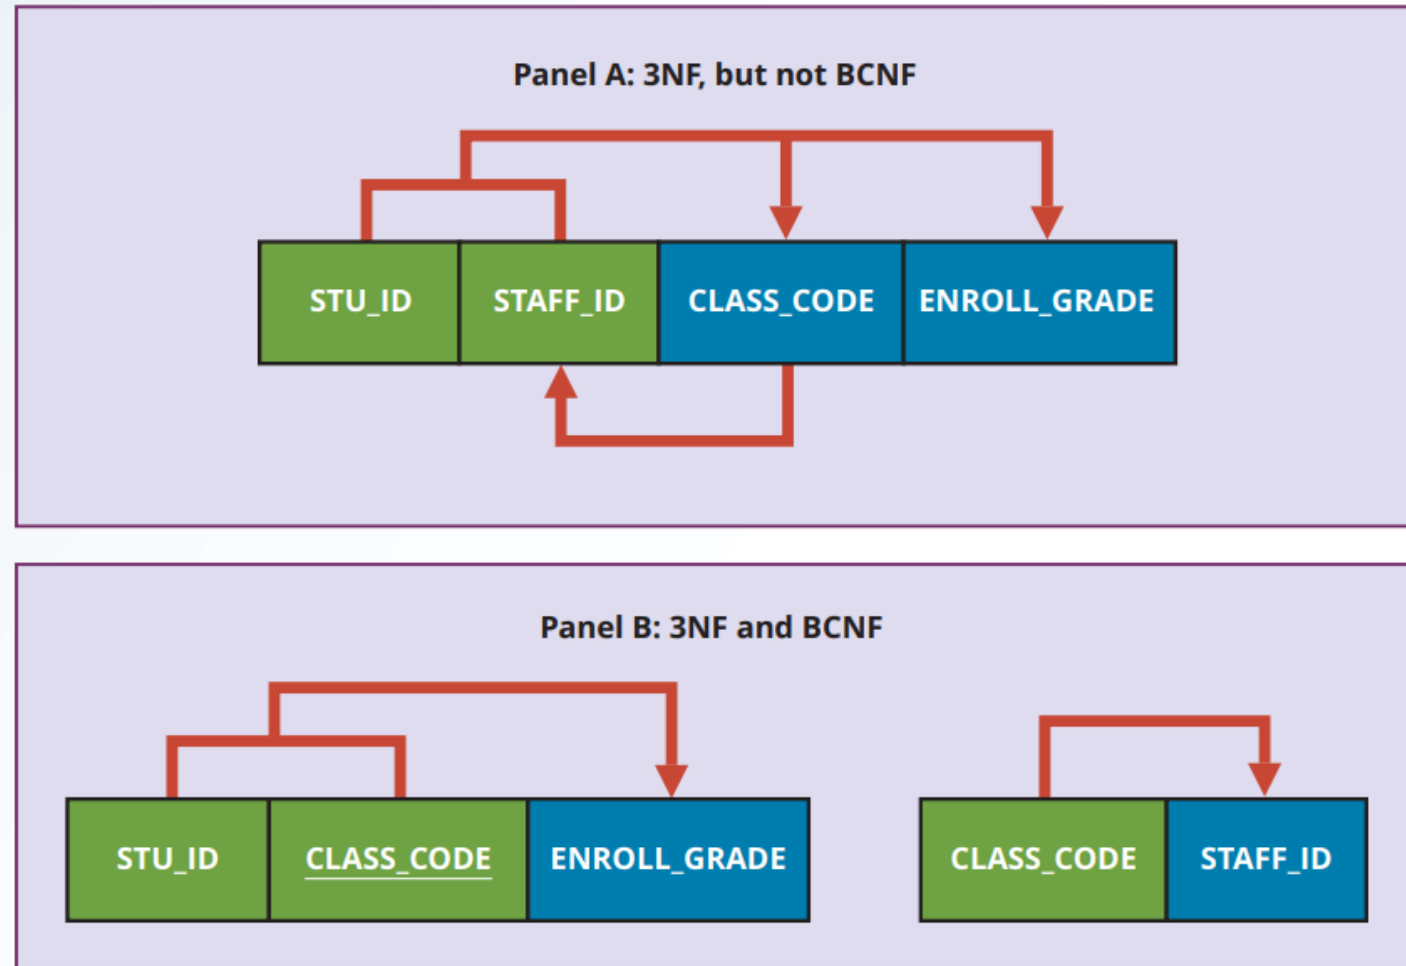 Panel A: 3NF, but not BCNF
STU_ID STAFF_ID CLASS_CODE ENROLL_GRADE
Panel B: 3NF and BCNF
STU_ID CLASS_CODE ENROLL_GRADE CLASS_CODE STAFF_ID